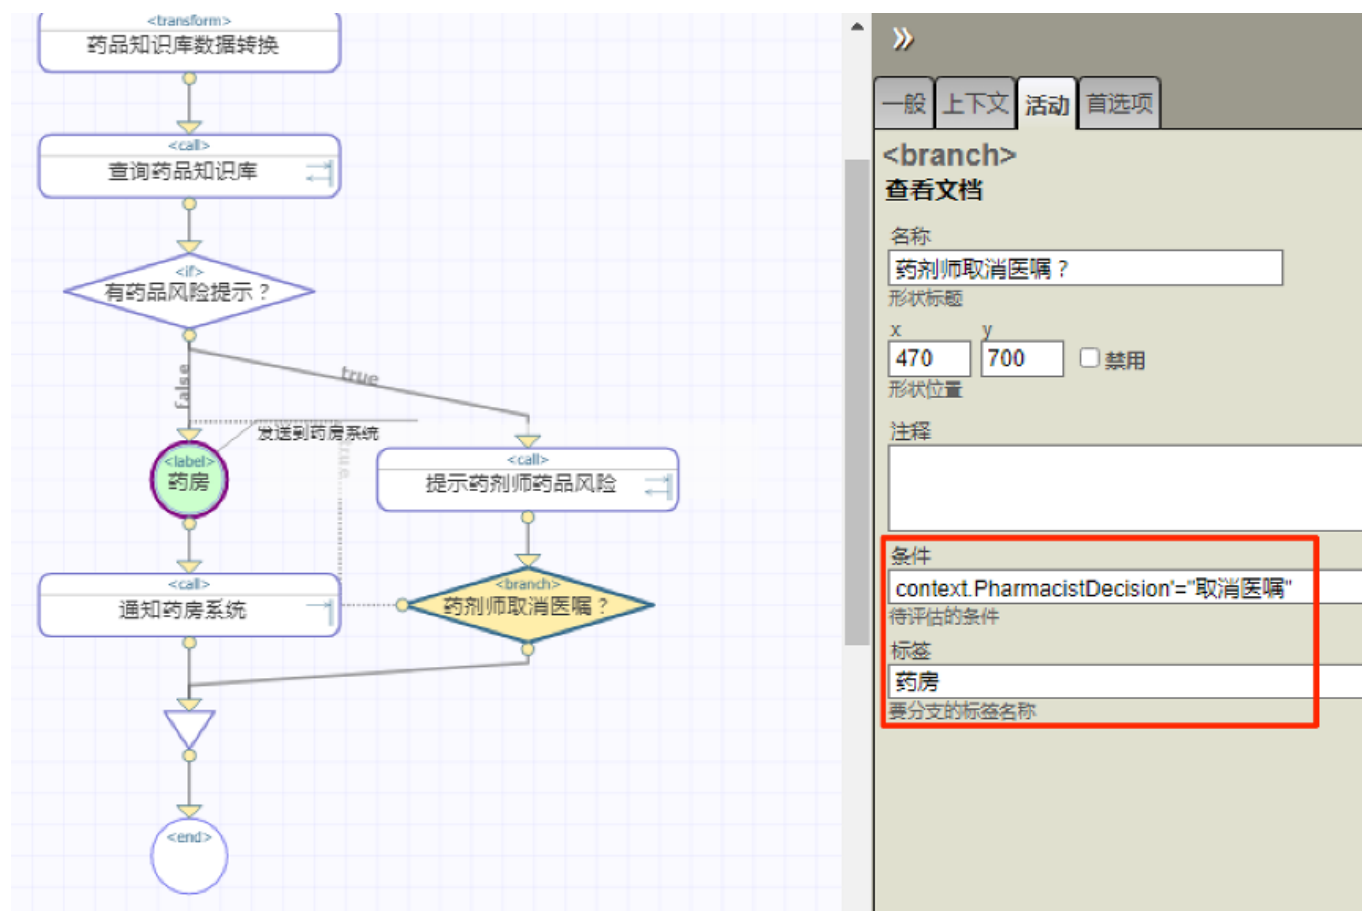 <transform>
药品知识库数据转换
<call>
查询药品知识库
<if>
有药品风险提示？
false
true
发送到药房系统
<label>
药房
<call>
提示药剂师药品风险
<call>
通知药房系统
<branch>
药剂师取消医嘱？
<end>
»
一般 上下文 活动 首选项
<branch>
查看文档
名称
药剂师取消医嘱？
形状标题
x y
470 700 禁用
形状位置
注释
条件
context.PharmacistDecision'="取消医嘱"
待评估的条件
标签
药房
要分支的标签名称